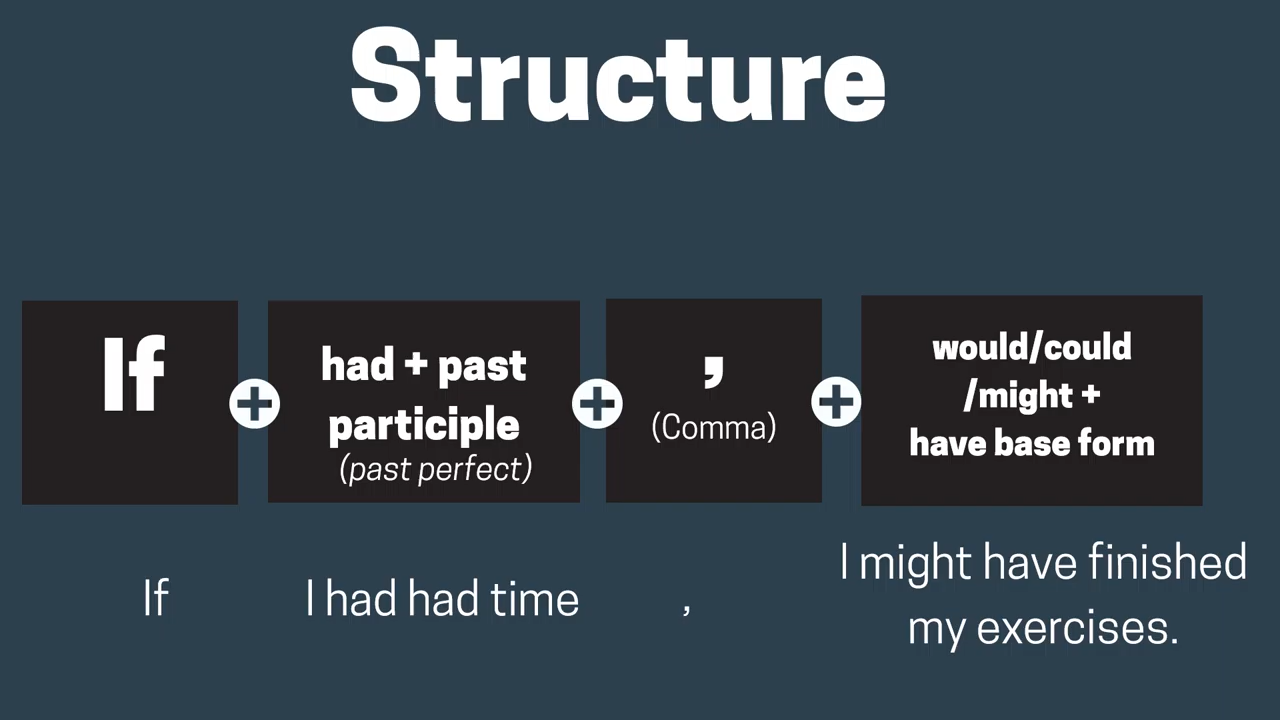 Structure
If
+
had + past
participle
(past perfect)
+
,
(Comma)
+
would/could
/might +
have base form
If
I had had time
,
I might have finished
my exercises.